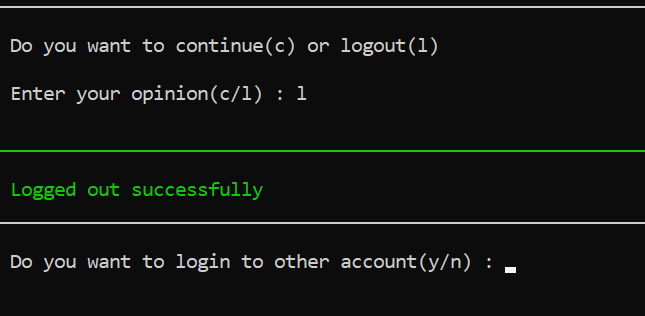 Do you want to continue(c) or logout(l)
Enter your opinion(c/l) : l
Logged out successfully
Do you want to login to other account(y/n) :